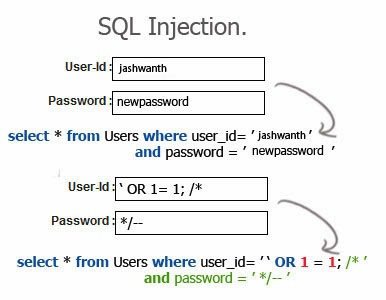 SQL Injection.
User-Id : jashwanth
Password : newpassword
select * from Users where user_id= ' jashwanth '
and password = ' newpassword '
User-Id : ‘ OR 1= 1; /*
Password : */--
select * from Users where user_id= '‘ OR 1 = 1; /* '
and password = ' */-- '